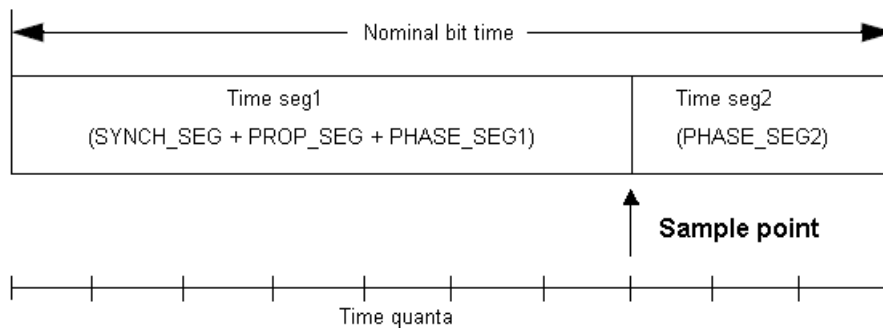 Nominal bit time
Time seg1
(SYNCH_SEG + PROP_SEG + PHASE_SEG1)
Time seg2
(PHASE_SEG2)
Sample point
Time quanta